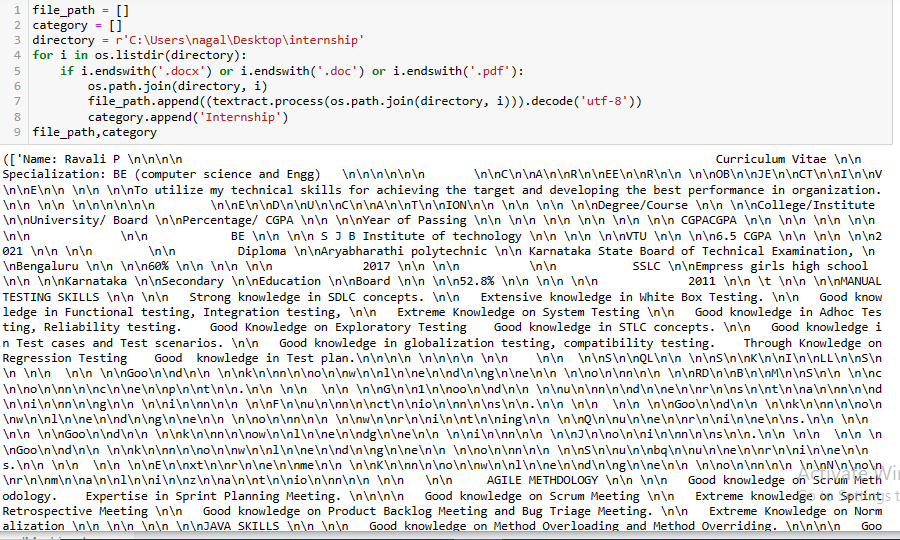 1 file_path = []
2 category = []
3 directory = r'C:\Users\nagal\Desktop\internship'
4 for i in os.listdir(directory):
5 if i.endswith('.docx') or i.endswith('.doc') or i.endswith('.pdf'):
6 os.path.join(directory, i)
7 file_path.append((textract.process(os.path.join(directory, i))).decode('utf-8'))
8 category.append('Internship')
9 file_path,category
(['Name: Ravali P \n\n\n\n Curriculum Vitae \n\n
Specialization: BE (computer science and Engg) \n\n\n\n\n\n \n\nC\n\nA\n\nR\n\nEE\n\nR\n\n \n\nOB\n\nJE\n\nCT\n\nI\n\nV
\n\nE\n\n \n\n \n\nTo utilize my technical skills for achieving the target and developing the best performance in organization.
\n\n \n\n \n\n\n\n\n\n \n\nE\n\nD\n\nU\n\nC\n\nA\n\nT\n\nION\n\n \n\n \n\n \n\nDegree/Course \n\n \n\nCollege/Institute
\n\nUniversity/ Board \n\nPercentage/ CGPA \n\n \n\nYear of Passing \n\n \n\n \n\n \n\n \n\n \n\n CGPACGPA \n\n \n\n \n\n \n\n
\n\n \n\n BE \n\n \n\n S J B Institute of technology \n\n \n\n \n\nVTU \n\n \n\n6.5 CGPA \n\n \n\n \n\n2
021 \n\n \n\n \n\n Diploma \n\nAryabharathi polytechnic \n\n Karnataka State Board of Technical Examination, \n
\nBengaluru \n\n \n\n60% \n\n \n\n \n\n 2017 \n\n \n\n \n\n SSLC \n\nEmpress girls high school
\n\n \n\nKarnataka \n\nSecondary \n\nEducation \n\nBoard \n\n \n\n52.8% \n\n \n\n \n\n 2011 \n\n \t \n\n \n\nMANUAL
TESTING SKILLS \n\n \n\n Strong knowledge in SDLC concepts. \n\n Extensive knowledge in White Box Testing. \n\n Good know
ledge in Functional testing, Integration testing, \n\n Extreme Knowledge on System Testing \n\n Good knowledge in Adhoc Tes
ting, Reliability testing. Good Knowledge on Exploratory Testing Good knowledge in STLC concepts. \n\n Good knowledge i
n Test cases and Test scenarios. \n\n Good knowledge in globalization testing, compatibility testing. Through Knowledge on
Regression Testing Good knowledge in Test plan.\n\n\n\n \n\n\n\n \n\n \n\n \n\nS\n\nQL\n\n \n\nS\n\nK\n\nI\n\nLL\n\nS\n
\n \n\n \n\n \n\nGoo\n\nd\n\n \n\nk\n\nn\n\no\n\nw\n\nl\n\ne\n\nd\n\ng\n\ne\n\n \n\no\n\nn\n\n \n\nRD\n\nB\n\nM\n\nS\n\n \n\nc
\n\no\n\nn\n\nc\n\ne\n\np\n\nt\n\n.\n\n \n\n \n\n \n\nG\n\nl\n\noo\n\nd\n\n \n\nu\n\nn\n\nd\n\ne\n\nr\n\ns\n\nt\n\na\n\nn\n\nd
\n\ni\n\nn\n\ng\n\n \n\ni\n\nn\n\n \n\nF\n\nu\n\nn\n\nct\n\nio\n\nn\n\ns\n\n.\n\n \n\n \n\n \n\nGoo\n\nd\n\n \n\nk\n\nn\n\no\n
\nw\n\nl\n\ne\n\nd\n\ng\n\ne\n\n \n\no\n\nn\n\n \n\nw\n\nr\n\ni\n\nt\n\ning\n\n \n\nQ\n\nu\n\ne\n\nr\n\ni\n\ne\n\ns.\n\n \n\n
\n\n \n\nGoo\n\nd\n\n \n\nk\n\nn\n\now\n\nl\n\ne\n\ndg\n\ne\n\n \n\ni\n\nn\n\n \n\nJ\n\no\n\ni\n\nn\n\ns\n\n.\n\n \n\n \n\n \n
\nGoo\n\nd\n\n \n\nk\n\nn\n\no\n\nw\n\nl\n\ne\n\nd\n\ng\n\ne\n\n \n\no\n\nn\n\n \n\nS\n\nu\n\nbq\n\nu\n\ne\n\nr\n\ni\n\ne\n\n
s.\n\n \n\n \n\n \n\nE\n\nxt\n\nr\n\ne\n\nme\n\n \n\nK\n\nn\n\no\n\nw\n\nl\n\ne\n\nd\n\ng\n\ne\n\n \n\no\n\nn\n\n \n\nN\n\no\n
\nr\n\nm\n\na\n\nl\n\ni\n\nz\n\na\n\nt\n\nio\n\nn\n\n \n\n \n\n AGILE METHDOLOGY \n\n \n\n Good knowledge on Scrum Meth
odology. Expertise in Sprint Planning Meeting. \n\n\n\n Good knowledge on Scrum Meeting \n\n Extreme knowledge on Sprint
Retrospective Meeting \n\n Good knowledge on Product Backlog Meeting and Bug Triage Meeting. \n\n Extreme Knowledge on Norm
alization \n\n \n\n \n\n \n\nJAVA SKILLS \n\n \n\n Good knowledge on Method Overloading and Method Overriding. \n\n\n\n Goo
Activate Win
Go to Settings t